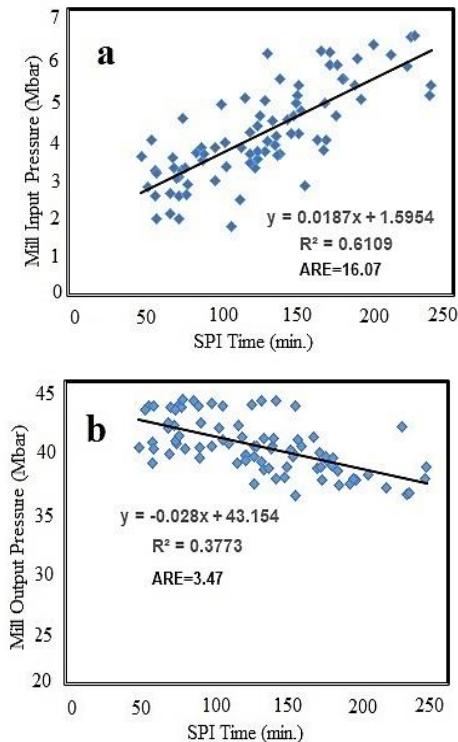 7
6
5
4
3
2
1
0
Mill Input Pressure (Mbar)
a
y = 0.0187x + 1.5954
R² = 0.6109
ARE=16.07
0 50 100 150 200 250
SPI Time (min.)
45
40
35
30
25
20
Mill Output Pressure (Mbar)
b
y = -0.028x + 43.154
R² = 0.3773
ARE=3.47
0 50 100 150 200 250
SPI Time (min.)